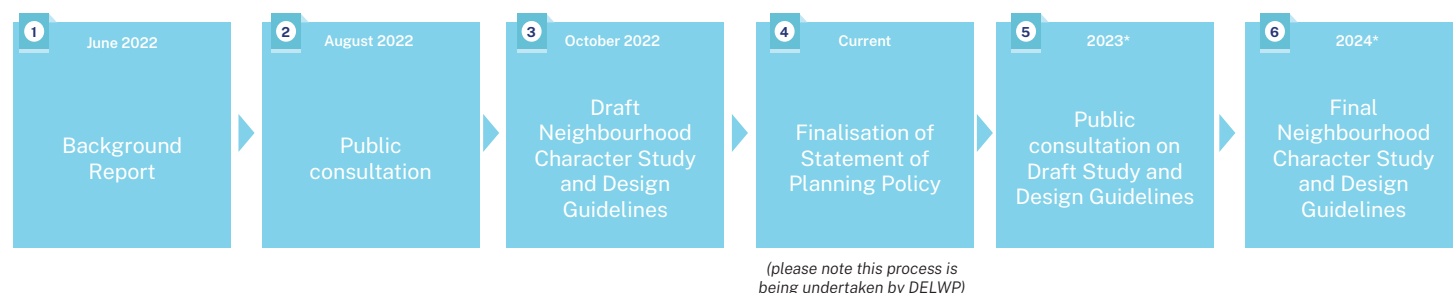 1
June 2022
Background
Report
2
August 2022
Public
consultation
3
October 2022
Draft
Neighbourhood
Character Study
and Design
Guidelines
4
Current
Finalisation of
Statement of
Planning Policy
(please note this process is
being undertaken by DELWP)
5
2023*
Public
consultation on
Draft Study and
Design Guidelines
6
2024*
Final
Neighbourhood
Character Study
and Design
Guidelines